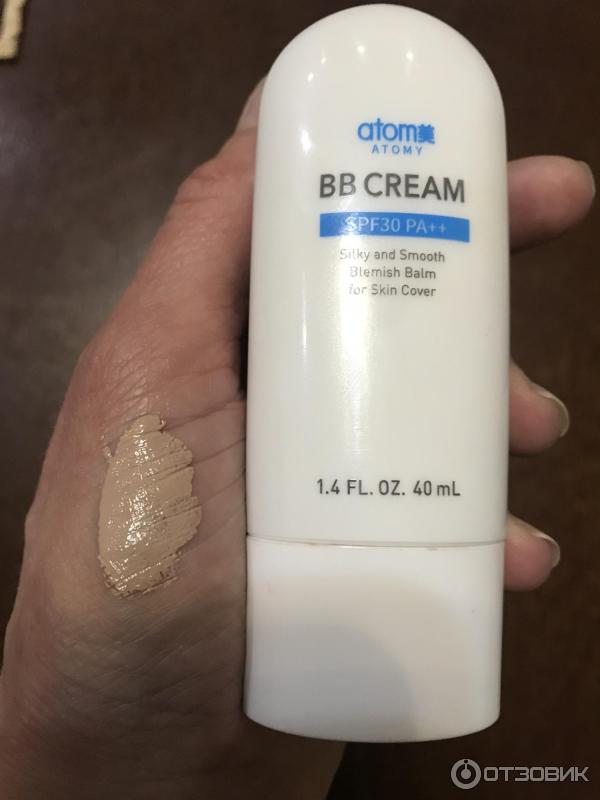 atom美
ATOMY
BB CREAM
SPF30 PA++
Silky and Smooth
Blemish Balm
for Skin Cover
1.4 FL. OZ. 40 mL
ОТЗОВИК